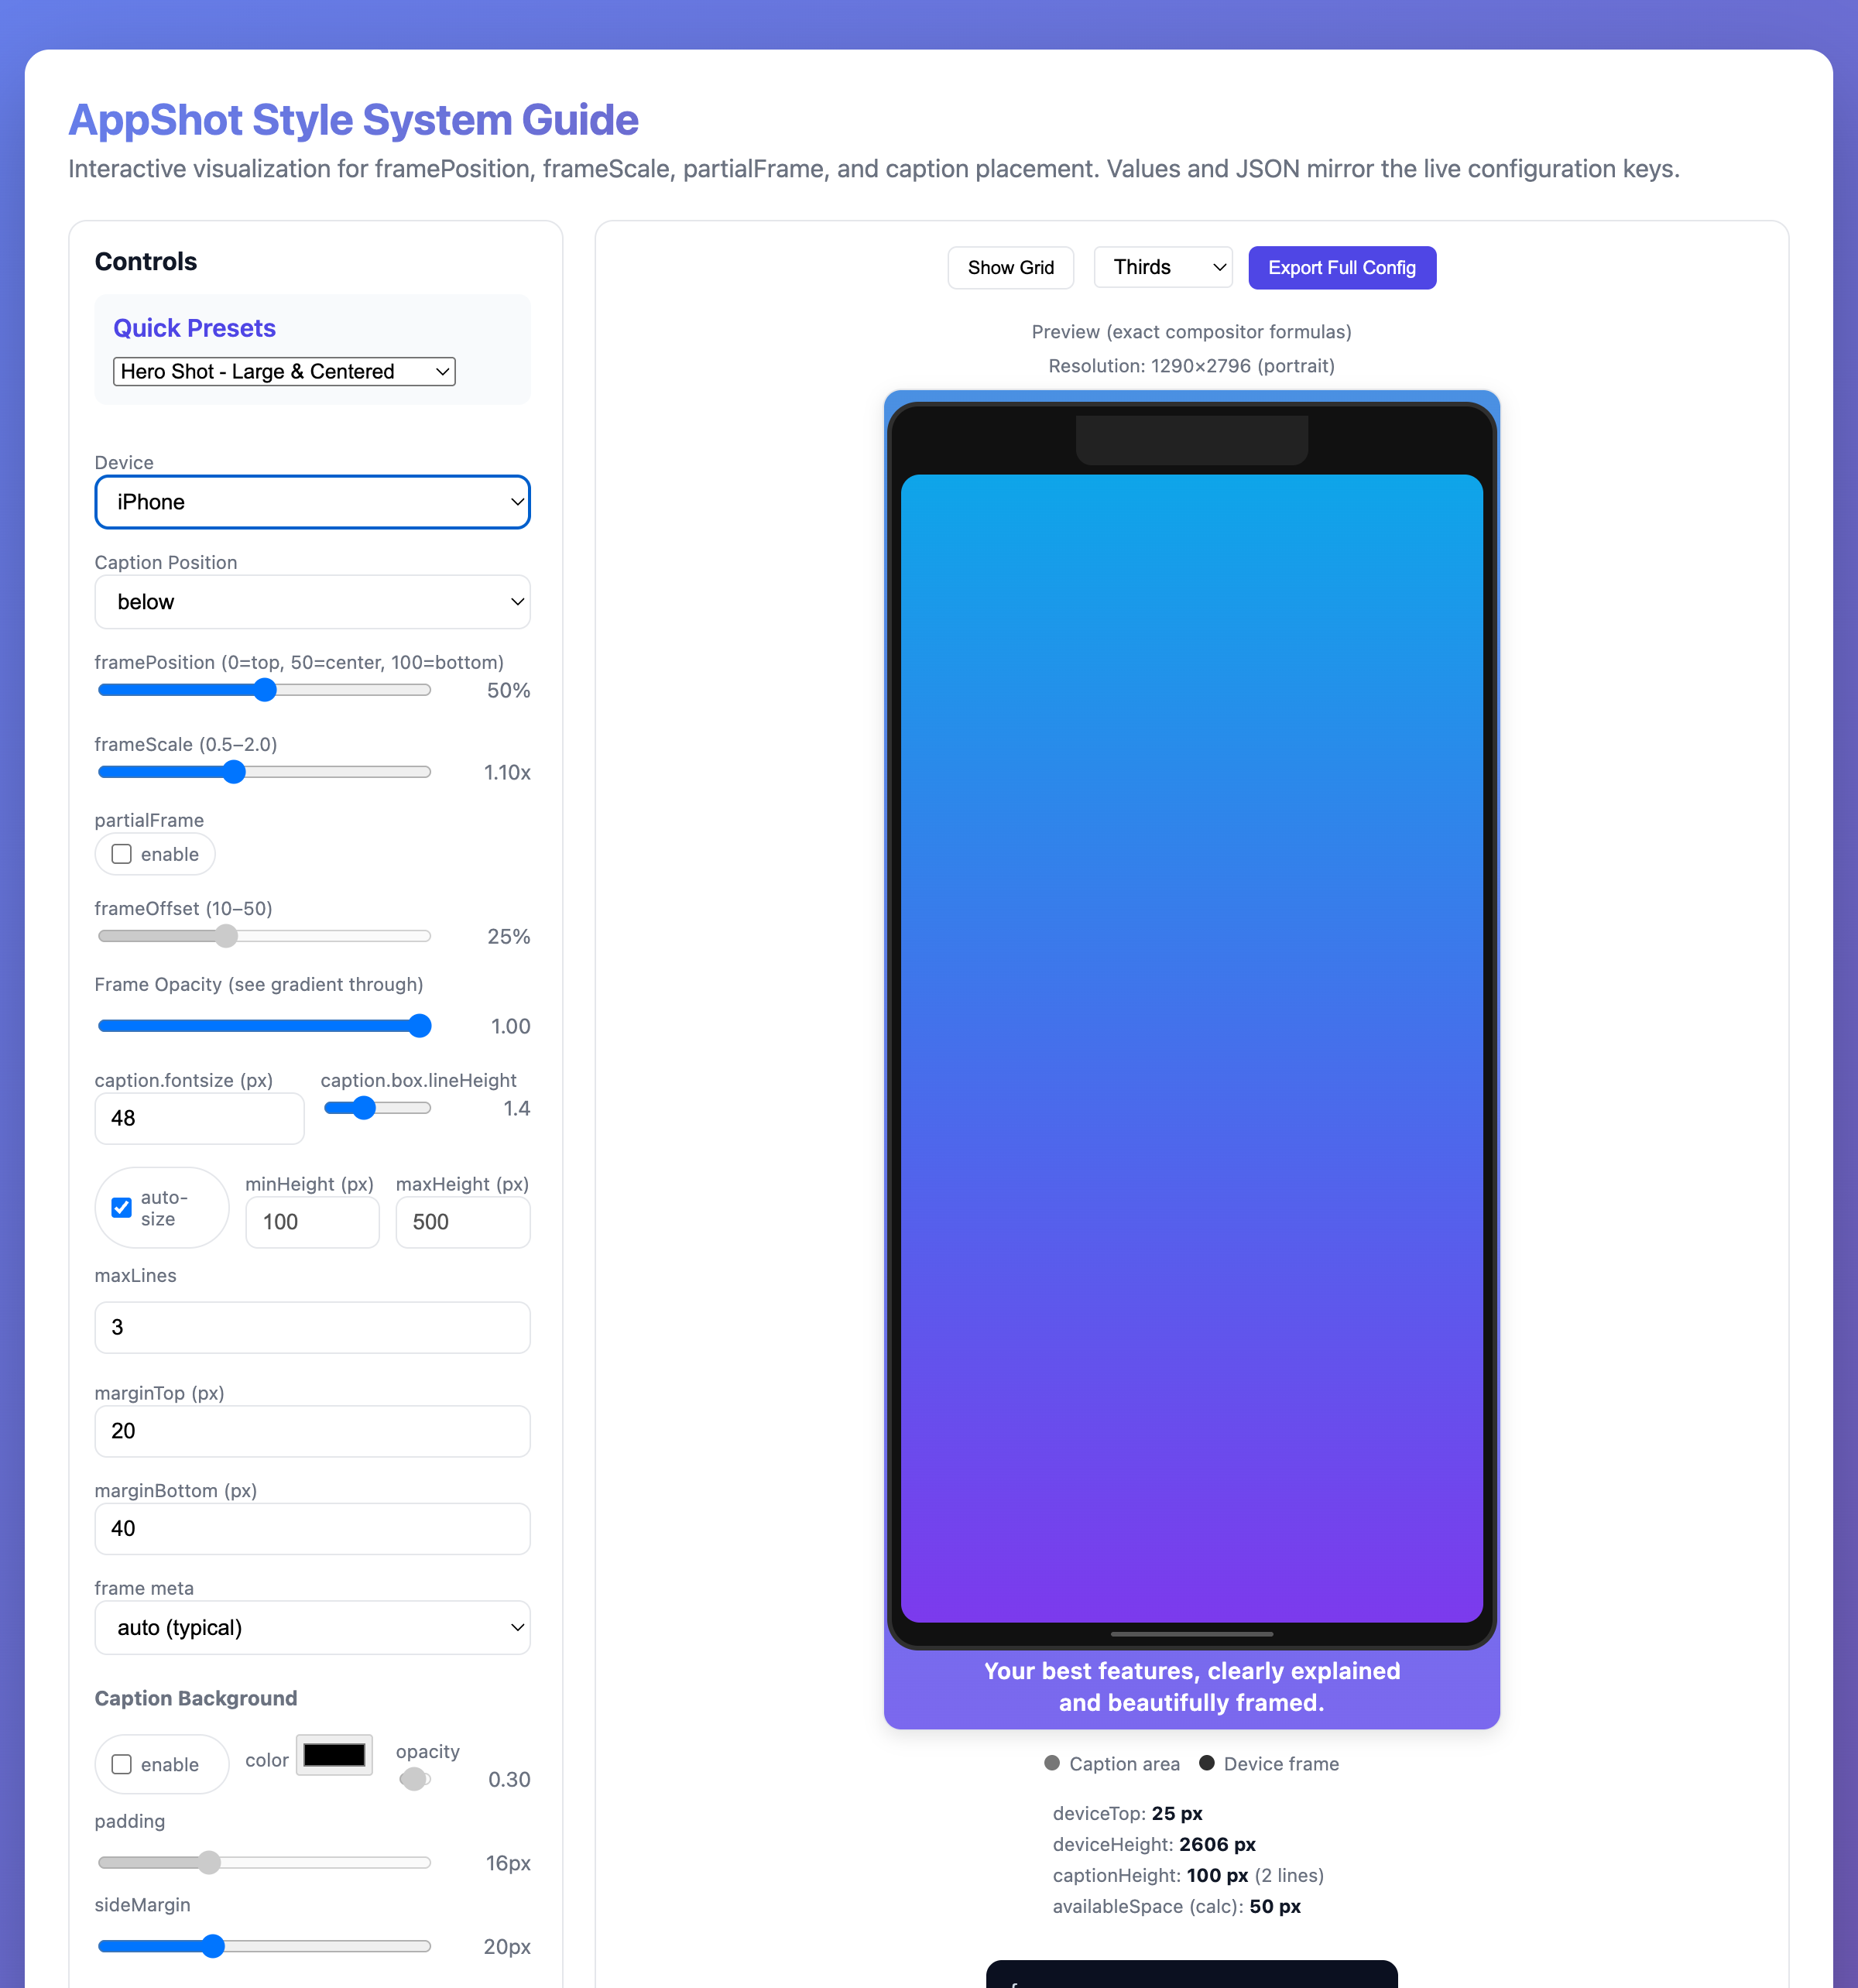 AppShot Style System Guide
Interactive visualization for framePosition, frameScale, partialFrame, and caption placement. Values and JSON mirror the live configuration keys.
Controls
Quick Presets
Hero Shot - Large & Centered
Device
iPhone
Caption Position
below
framePosition (0=top, 50=center, 100=bottom)
50%
frameScale (0.5–2.0)
1.10x
partialFrame
enable
frameOffset (10–50)
25%
Frame Opacity (see gradient through)
1.00
caption.fontsize (px)
48
caption.box.lineHeight
1.4
auto-
size
minHeight (px)
100
maxHeight (px)
500
maxLines
3
marginTop (px)
20
marginBottom (px)
40
frame meta
auto (typical)
Caption Background
enable
color
opacity
0.30
padding
16px
sideMargin
20px
Show Grid
Thirds
Export Full Config
Preview (exact compositor formulas)
Resolution: 1290×2796 (portrait)
Your best features, clearly explained
and beautifully framed.
Caption area
Device frame
deviceTop: 25 px
deviceHeight: 2606 px
captionHeight: 100 px (2 lines)
availableSpace (calc): 50 px